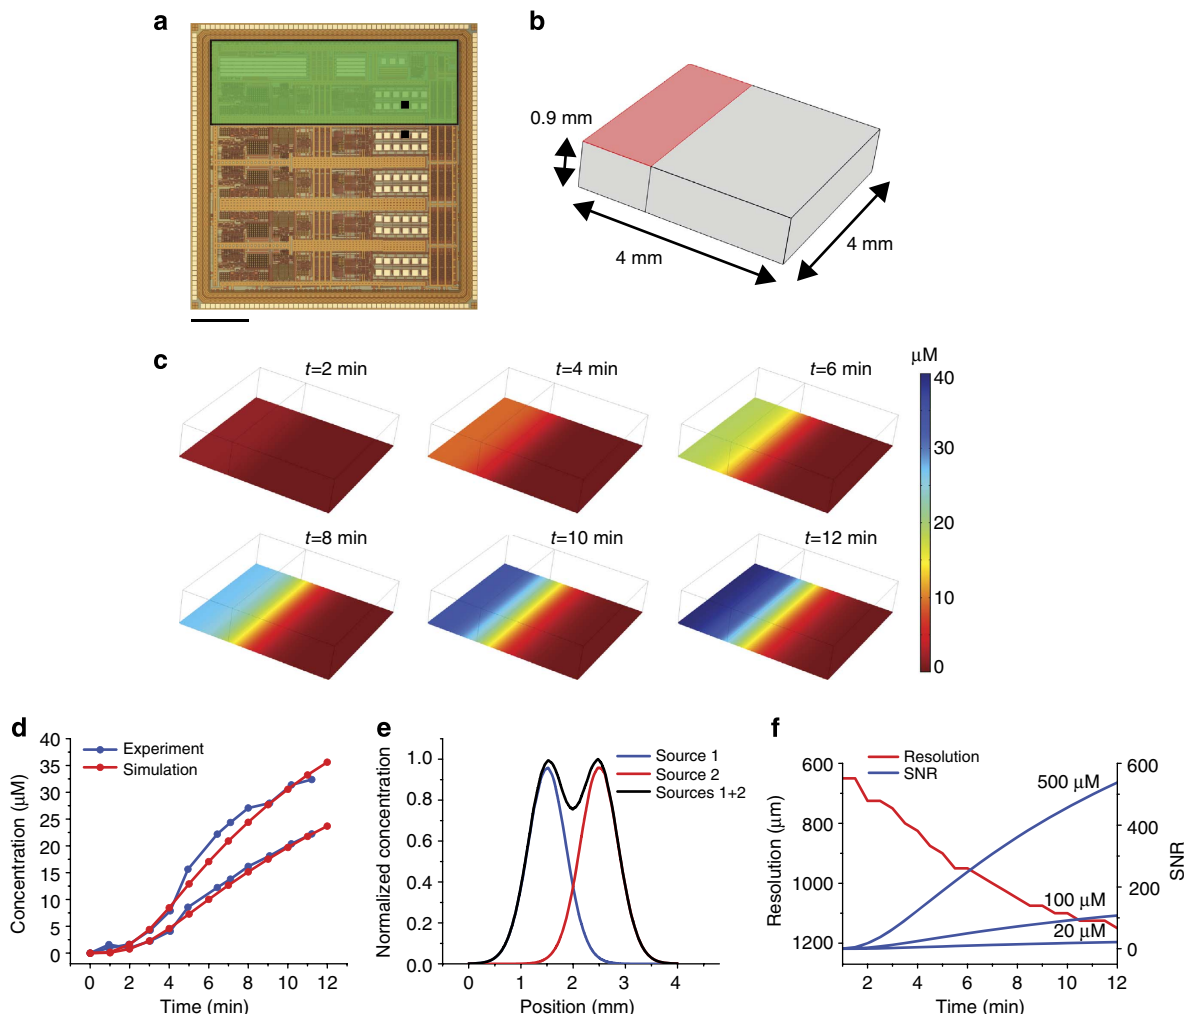 a
b
0.9 mm
4 mm
4 mm
c
t=2 min
t=4 min
t=6 min
t=8 min
t=10 min
t=12 min
µM
40
30
20
10
0
d
Experiment
Simulation
Concentration (µM)
40
35
30
25
20
15
10
5
0
0 2 4 6 8 10 12
Time (min)
e
Source 1
Source 2
Sources 1+2
Normalized concentration
1.0
0.8
0.6
0.4
0.2
0.0
0 1 2 3 4
Position (mm)
f
Resolution
SNR
500 µM
100 µM
20 µM
Resolution (µm)
600
800
1000
1200
SNR
600
400
200
0
2 4 6 8 10 12
Time (min)